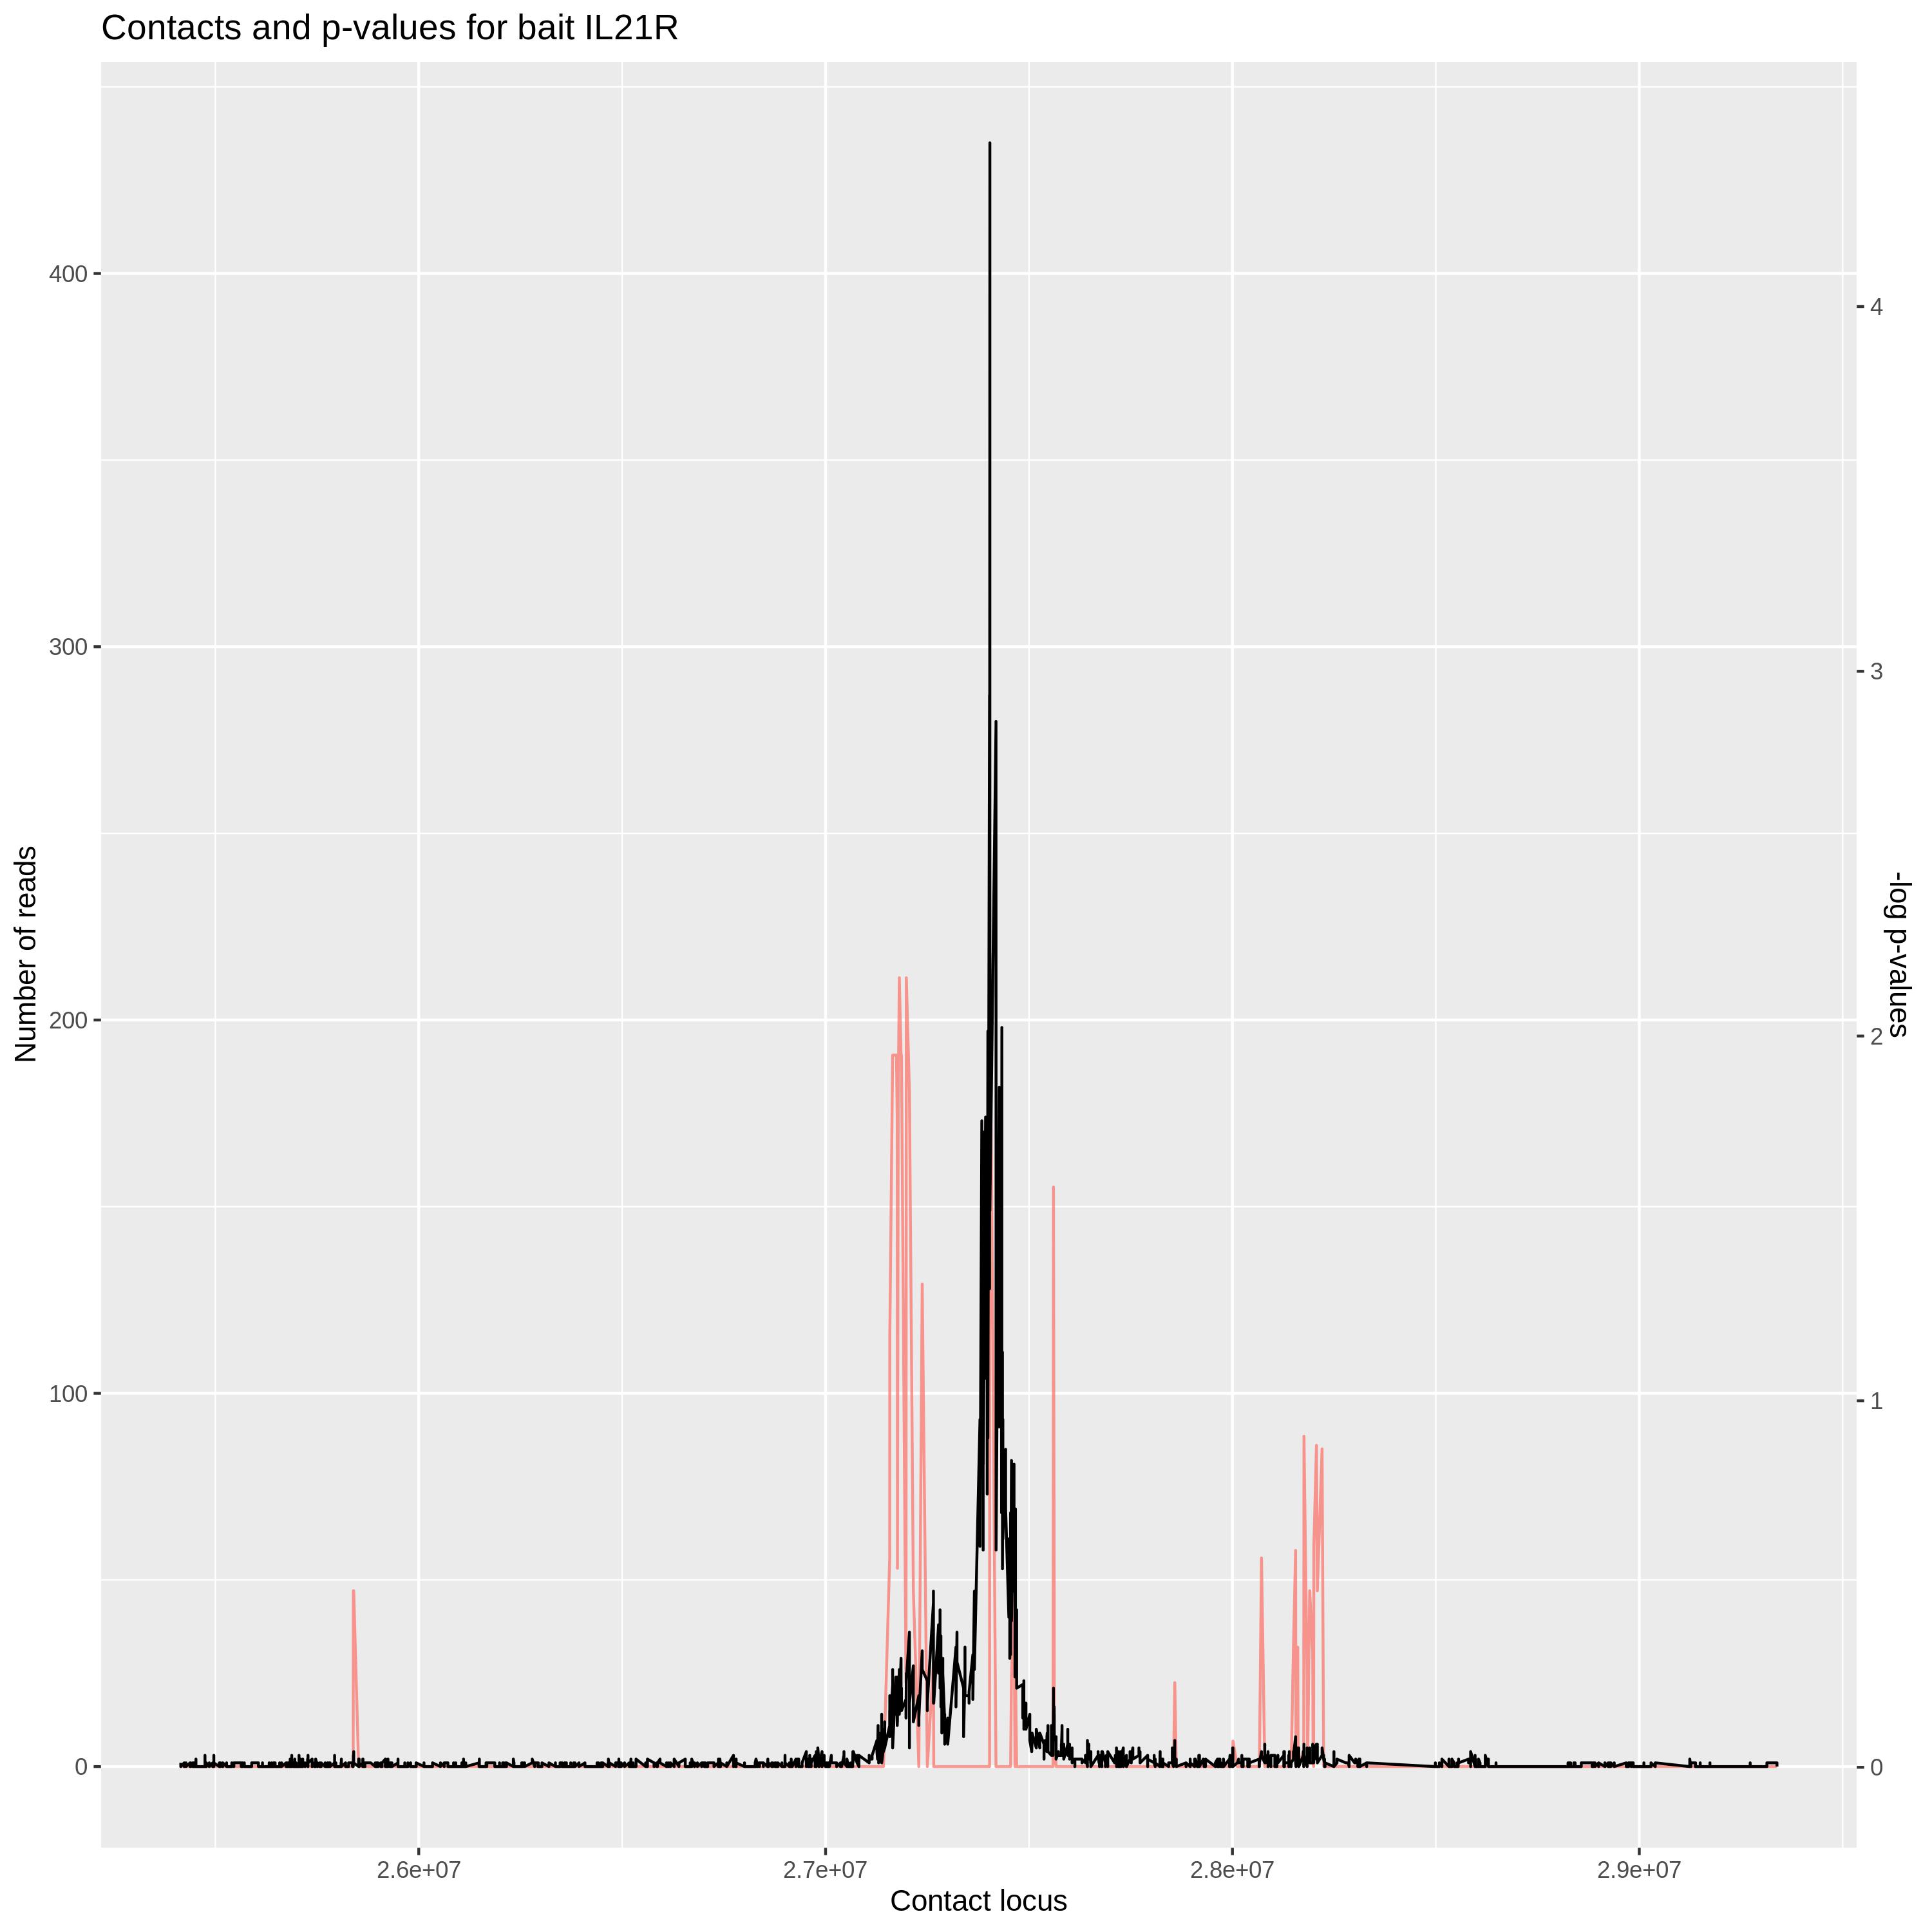 Contacts and p-values for bait IL21R
400
300
200
100
0
Number of reads
4
3
2
1
0
-log p-values
2.6e+07
2.7e+07
2.8e+07
2.9e+07
Contact locus